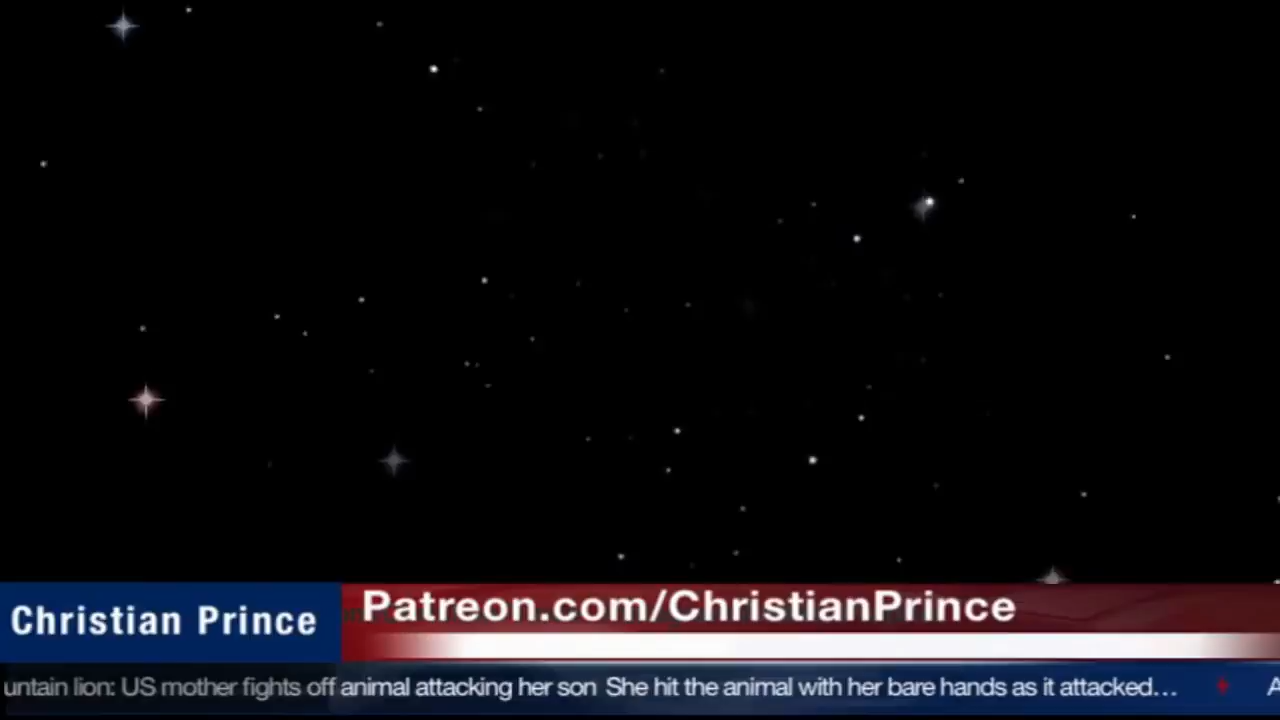 Christian Prince
Patreon.com/ChristianPrince
untain lion: US mother fights off animal attacking her son She hit the animal with her bare hands as it attacked... A